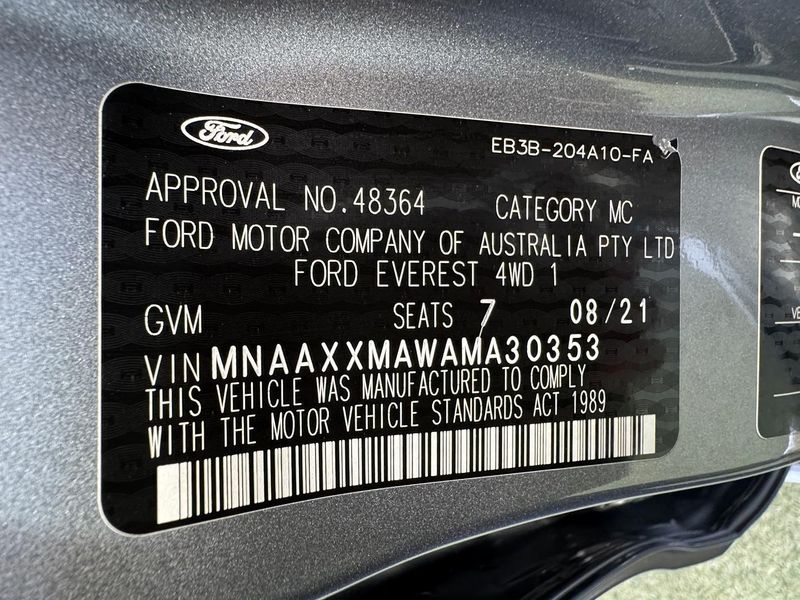 Ford
EB3B-204A10-FA
APPROVAL NO.48364 CATEGORY MC
FORD MOTOR COMPANY OF AUSTRALIA PTY LTD
FORD EVEREST 4WD 1
GVM SEATS 7 08/21
VIN MNAAXXMAWAMA30353
THIS VEHICLE WAS MANUFACTURED TO COMPLY
WITH THE MOTOR VEHICLE STANDARDS ACT 1989